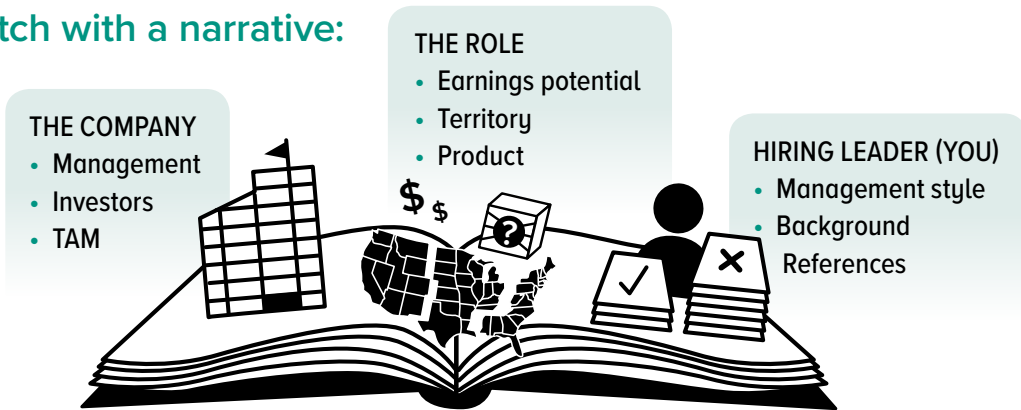 tch with a narrative:
THE COMPANY
• Management
• Investors
• TAM
THE ROLE
• Earnings potential
• Territory
• Product
HIRING LEADER (YOU)
• Management style
• Background
References
$ $
?